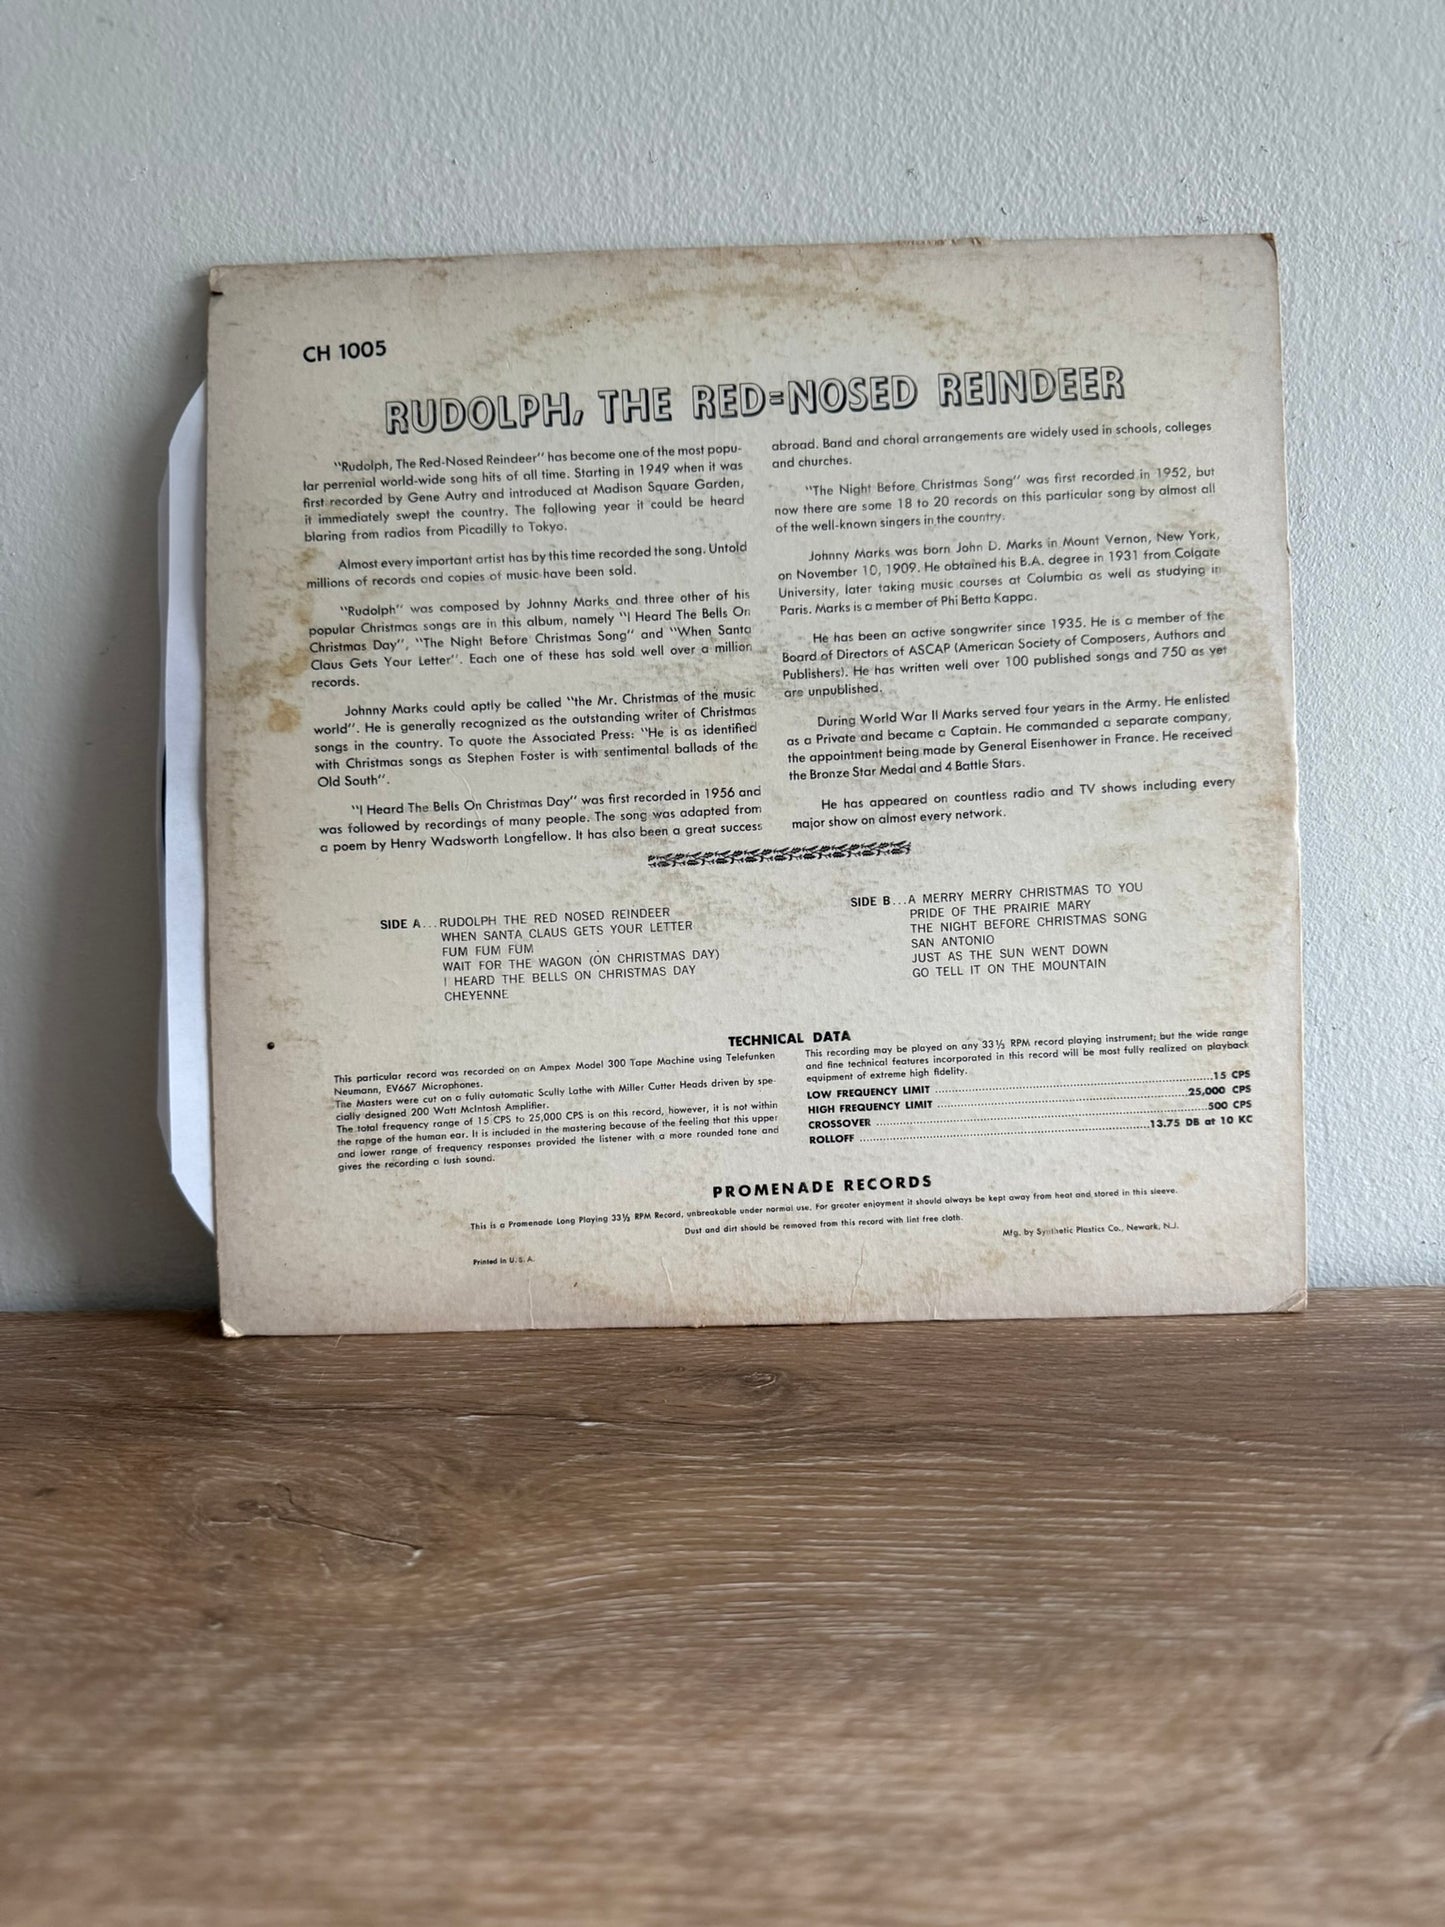 CH 1005
RUDOLPH, THE RED=NOSED REINDEER
"Rudolph, The Red-Nosed Reindeer" has become one of the most popu-
lar perrenial world-wide song hits of all time. Starting in 1949 when it was
first recorded by Gene Autry and introduced at Madison Square Garden,
it immediately swept the country. The following year it could be heard
blaring from radios from Picadilly to Tokyo.
Almost every important artist has by this time recorded the song. Untold
millions of records and copies of music have been sold.
"Rudolph" was composed by Johnny Marks and three other of his
popular Christmas songs are in this album, namely "I Heard The Bells On
Christmas Day", "The Night Before Christmas Song" and "When Santa
Claus Gets Your Letter". Each one of these has sold well over a million
records.
Johnny Marks could aptly be called "the Mr. Christmas of the music
world". He is generally recognized as the outstanding writer of Christmas
songs in the country. To quote the Associated Press: "He is as identified
with Christmas songs as Stephen Foster is with sentimental ballads of the
Old South".
"I Heard The Bells On Christmas Day" was first recorded in 1956 and
was followed by recordings of many people. The song was adapted from
a poem by Henry Wadsworth Longfellow. It has also been a great success
abroad. Band and choral arrangements are widely used in schools, colleges
and churches.
"The Night Before Christmas Song" was first recorded in 1952, but
now there are some 18 to 20 records on this particular song by almost all
of the well-known singers in the country.
Johnny Marks was born John D. Marks in Mount Vernon, New York,
on November 10, 1909. He obtained his B.A. degree in 1931 from Colgate
University, later taking music courses at Columbia as well as studying in
Paris. Marks is a member of Phi Betta Kappa.
He has been an active songwriter since 1935. He is a member of the
Board of Directors of ASCAP (American Society of Composers, Authors and
Publishers). He has written well over 100 published songs and 750 as yet
are unpublished.
During World War II Marks served four years in the Army. He enlisted
as a Private and became a Captain. He commanded a separate company,
the appointment being made by General Eisenhower in France. He received
the Bronze Star Medal and 4 Battle Stars.
He has appeared on countless radio and TV shows including every
major show on almost every network.
SIDE A...RUDOLPH THE RED NOSED REINDEER
WHEN SANTA CLAUS GETS YOUR LETTER
FUM FUM FUM
WAIT FOR THE WAGON (ON CHRISTMAS DAY)
I HEARD THE BELLS ON CHRISTMAS DAY
CHEYENNE
SIDE B...A MERRY MERRY CHRISTMAS TO YOU
PRIDE OF THE PRAIRIE MARY
THE NIGHT BEFORE CHRISTMAS SONG
SAN ANTONIO
JUST AS THE SUN WENT DOWN
GO TELL IT ON THE MOUNTAIN
TECHNICAL DATA
This particular record was recorded on an Ampex Model 300 Tape Machine using Telefunken
Neumann, EV667 Microphones.
The Masters were cut on a fully automatic Scully Lathe with Miller Cutter Heads driven by spe-
cially designed 200 Watt McIntosh Amplifier.
The total frequency range of 15 CPS to 25,000 CPS is on this record, however, it is not within
the range of the human ear. It is included in the mastering because of the feeling that this upper
and lower range of frequency responses provided the listener with a more rounded tone and
gives the recording a lush sound.
This recording may be played on any 33⅓ RPM record playing instrument; but the wide range
and fine technical features incorporated in this record will be most fully realized on playback
equipment of extreme high fidelity.
LOW FREQUENCY LIMIT ........ 15 CPS
HIGH FREQUENCY LIMIT ........ 25,000 CPS
CROSSOVER ........ 500 CPS
ROLLOFF ........ 13.75 DB at 10 KC
PROMENADE RECORDS
This is a Promenade Long Playing 33⅓ RPM Record, unbreakable under normal use. For greater enjoyment it should always be kept away from heat and stored in this sleeve.
Dust and dirt should be removed from this record with lint free cloth.
Mfg. by Synthetic Plastics Co., Newark, N.J.
Printed in U.S.A.